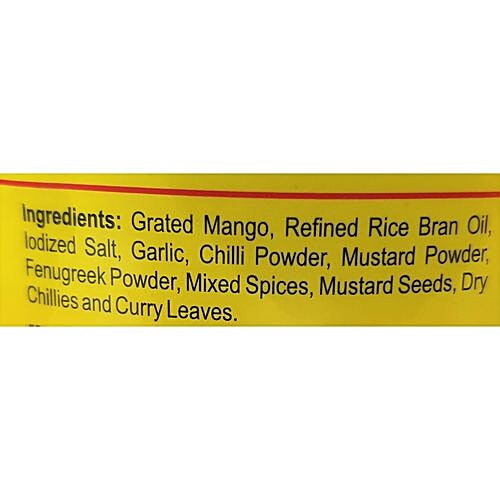 Ingredients: Grated Mango, Refined Rice Bran Oil,
Iodized Salt, Garlic, Chilli Powder, Mustard Powder,
Fenugreek Powder, Mixed Spices, Mustard Seeds, Dry
Chillies and Curry Leaves.